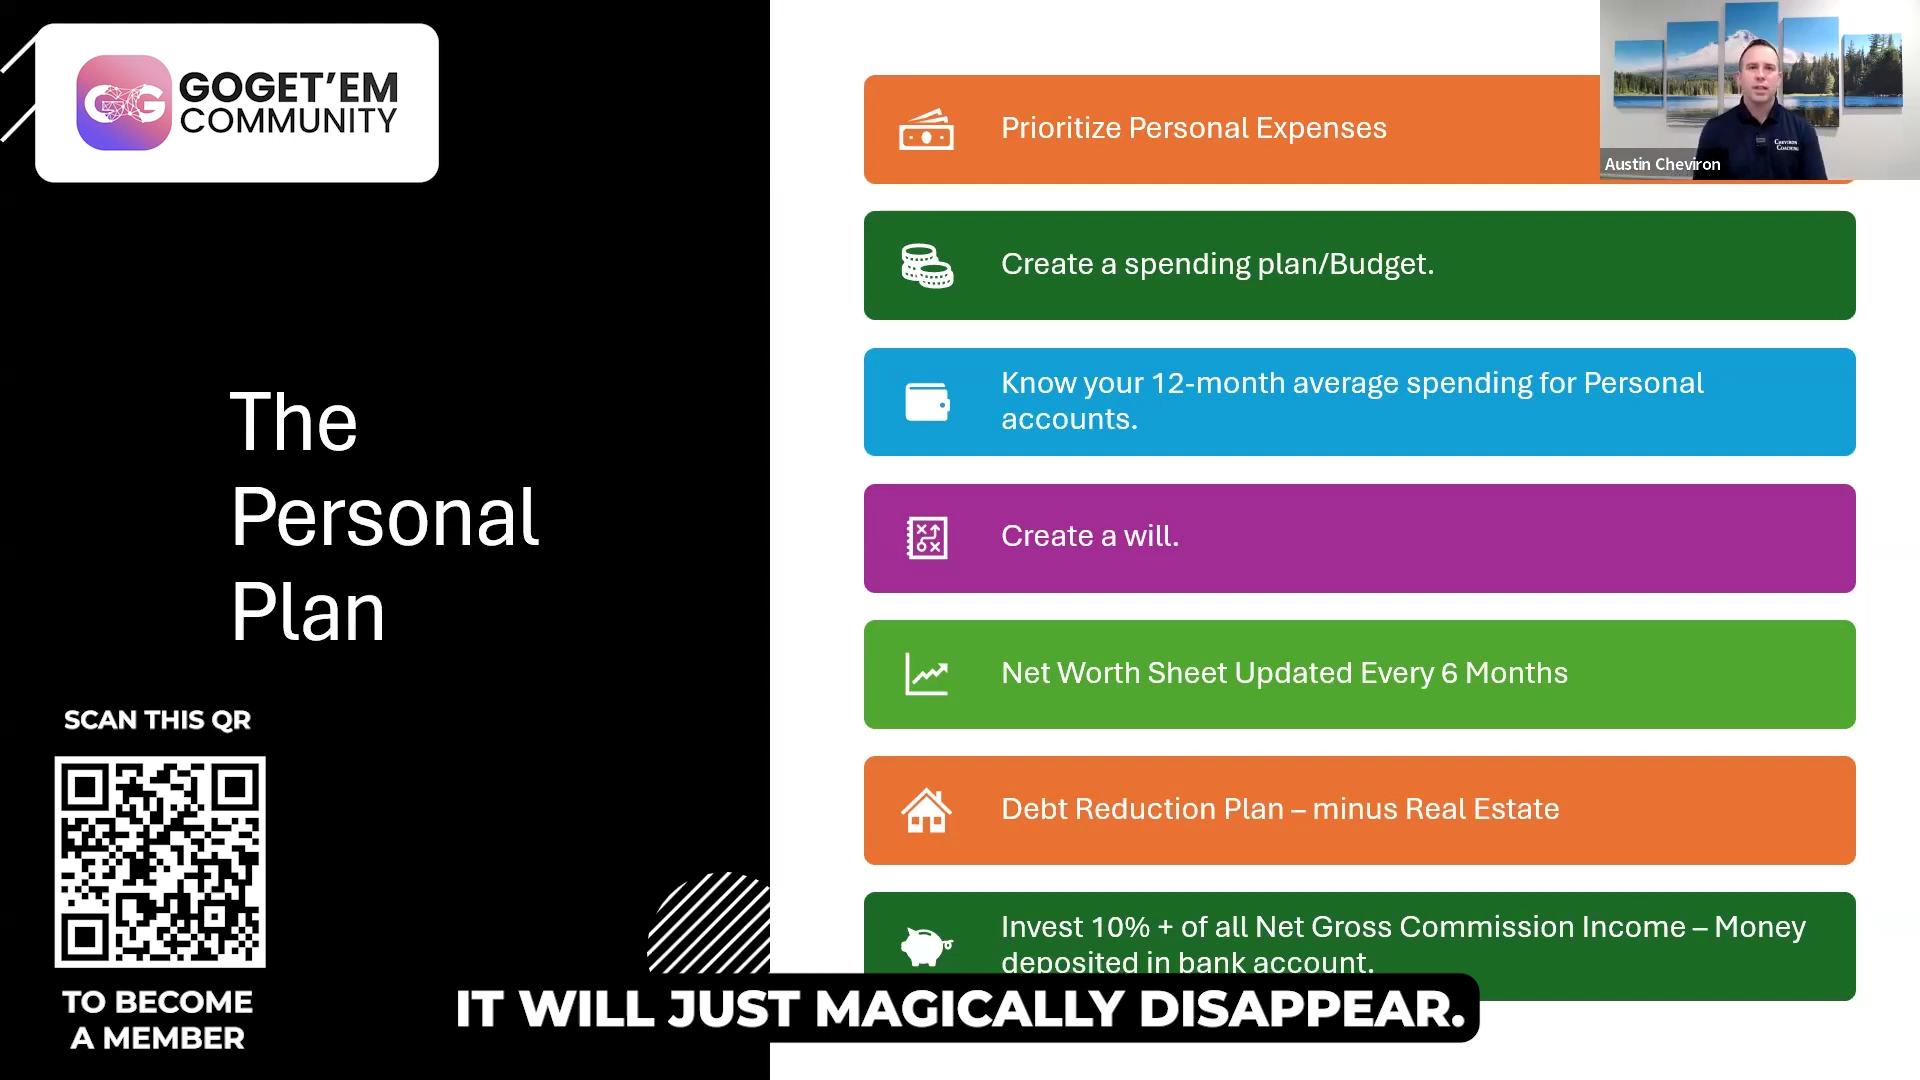 GOGET'EM
COMMUNITY
The
Personal
Plan
SCAN THIS QR
TO BECOME
A MEMBER
Prioritize Personal Expenses
Create a spending plan/Budget.
Know your 12-month average spending for Personal
accounts.
Create a will.
Net Worth Sheet Updated Every 6 Months
Debt Reduction Plan – minus Real Estate
Invest 10% + of all Net Gross Commission Income – Money
deposited in bank account.
Cheviron
Coaching
Austin Cheviron
IT WILL JUST MAGICALLY DISAPPEAR.